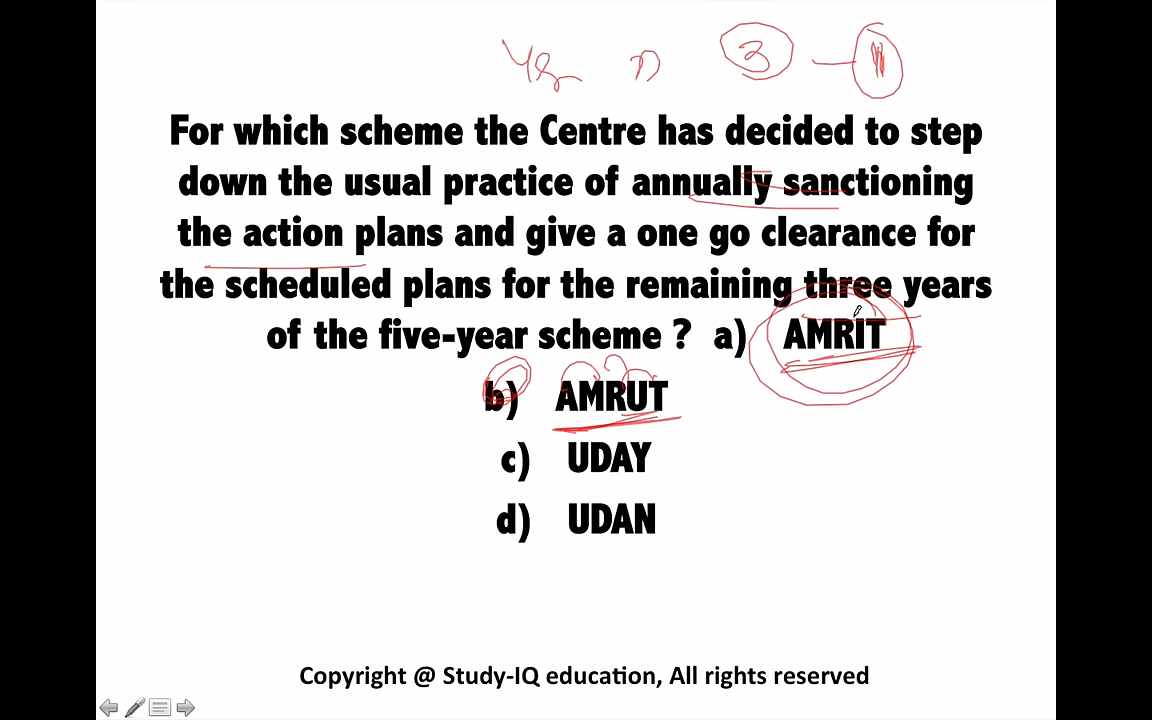 3
For which scheme the Centre has decided to step
down the usual practice of annually sanctioning
the action plans and give a one go clearance for
the scheduled plans for the remaining three years
of the five-year scheme ? a) AMRIT
b) AMRUT
c) UDAY
d) UDAN
Copyright @ Study-IQ education, All rights reserved